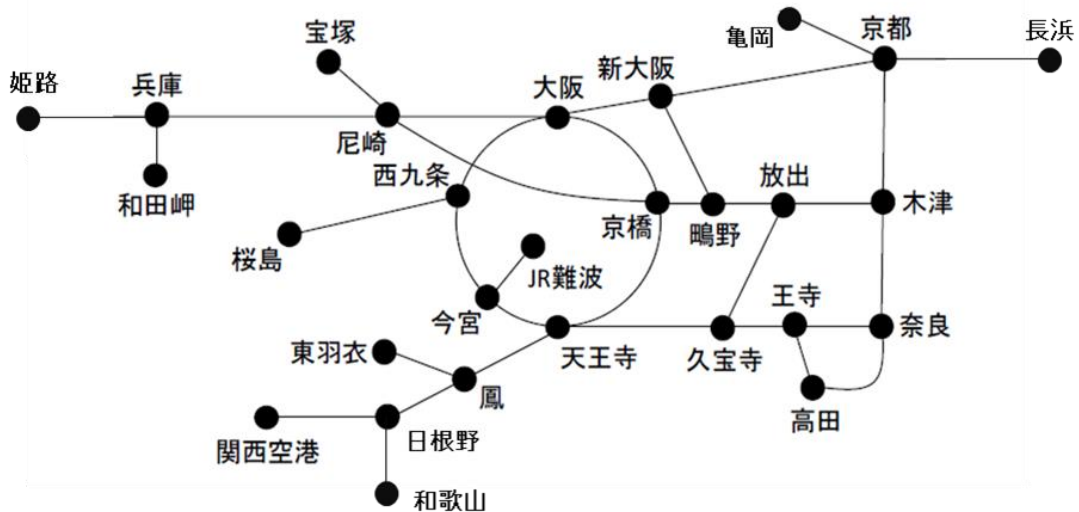 亀岡
京都
長浜
宝塚
新大阪
大阪
姫路
兵庫
尼崎
西九条
放出
和田岬
京橋
鴫野
木津
桜島
JR難波
今宮
王寺
奈良
東羽衣
天王寺
久宝寺
鳳
高田
日根野
関西空港
和歌山